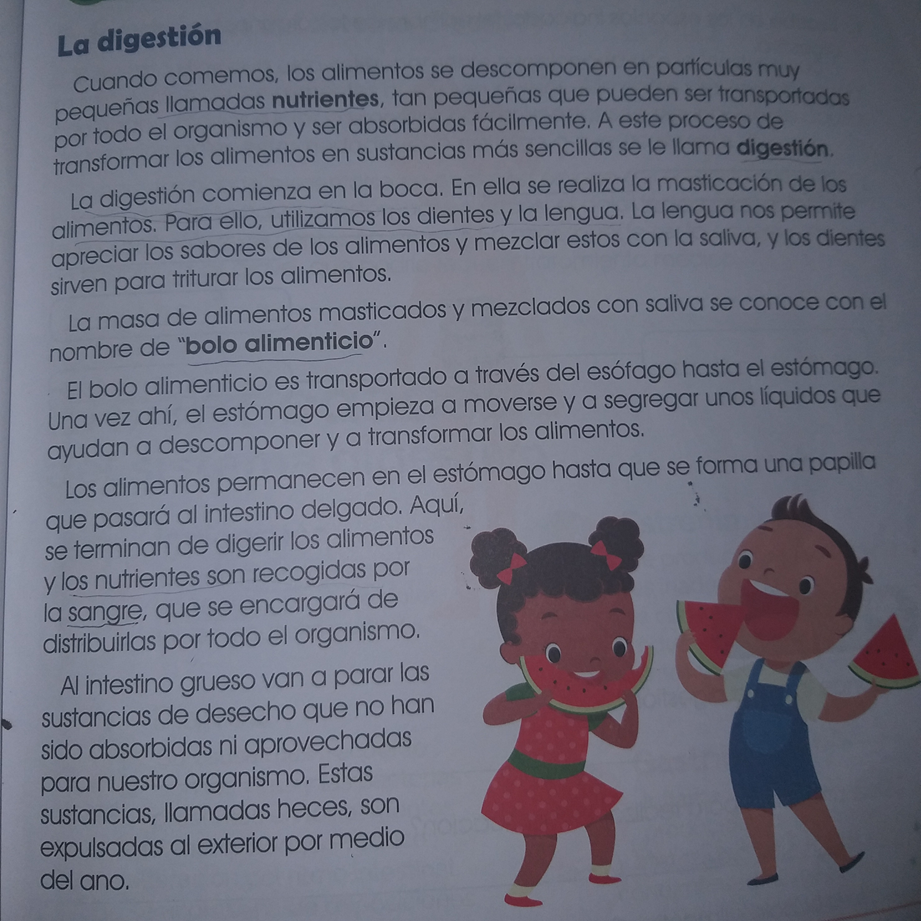 La digestión
Cuando comemos, los alimentos se descomponen en partículas muy
pequeñas llamadas nutrientes, tan pequeñas que pueden ser transportadas
por todo el organismo y ser absorbidas fácilmente. A este proceso de
transformar los alimentos en sustancias más sencillas se le llama digestión.
La digestión comienza en la boca. En ella se realiza la masticación de los
alimentos. Para ello, utilizamos los dientes y la lengua. La lengua nos permite
apreciar los sabores de los alimentos y mezclar estos con la saliva, y los dientes
sirven para triturar los alimentos.
La masa de alimentos masticados y mezclados con saliva se conoce con el
nombre de “bolo alimenticio”.
El bolo alimenticio es transportado a través del esófago hasta el estómago.
Una vez ahí, el estómago empieza a moverse y a segregar unos líquidos que
ayudan a descomponer y a transformar los alimentos.
Los alimentos permanecen en el estómago hasta que se forma una papilla
que pasará al intestino delgado. Aquí,
se terminan de digerir los alimentos
y los nutrientes son recogidas por
la sangre, que se encargará de
distribuirlas por todo el organismo.
Al intestino grueso van a parar las
sustancias de desecho que no han
sido absorbidas ni aprovechadas
para nuestro organismo. Estas
sustancias, llamadas heces, son
expulsadas al exterior por medio
del ano.